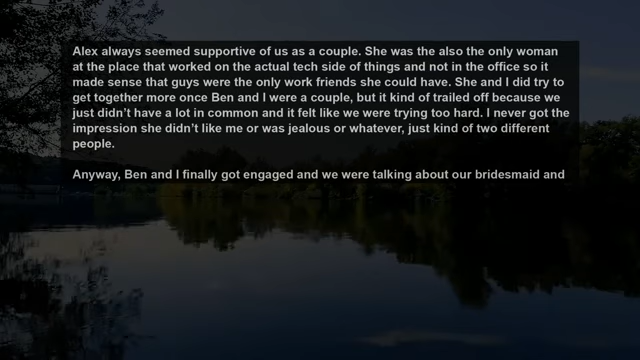 Alex always seemed supportive of us as a couple. She was the also the only woman
at the place that worked on the actual tech side of things and not in the office so it
made sense that guys were the only work friends she could have. She and I did try to
get together more once Ben and I were a couple, but it kind of trailed off because we
just didn’t have a lot in common and it felt like we were trying too hard. I never got the
impression she didn’t like me or was jealous or whatever, just kind of two different
people.
Anyway, Ben and I finally got engaged and we were talking about our bridesmaid and